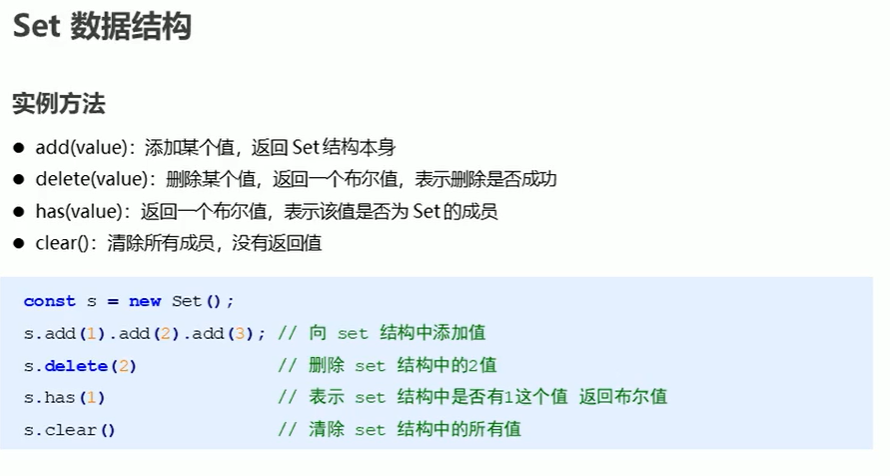 Set 数据结构
实例方法
● add(value)：添加某个值，返回 Set 结构本身
● delete(value)：删除某个值，返回一个布尔值，表示删除是否成功
● has(value)：返回一个布尔值，表示该值是否为 Set 的成员
● clear()：清除所有成员，没有返回值
const s = new Set();
s.add(1).add(2).add(3); // 向 set 结构中添加值
s.delete(2) // 删除 set 结构中的2值
s.has(1) // 表示 set 结构中是否有1这个值 返回布尔值
s.clear() // 清除 set 结构中的所有值